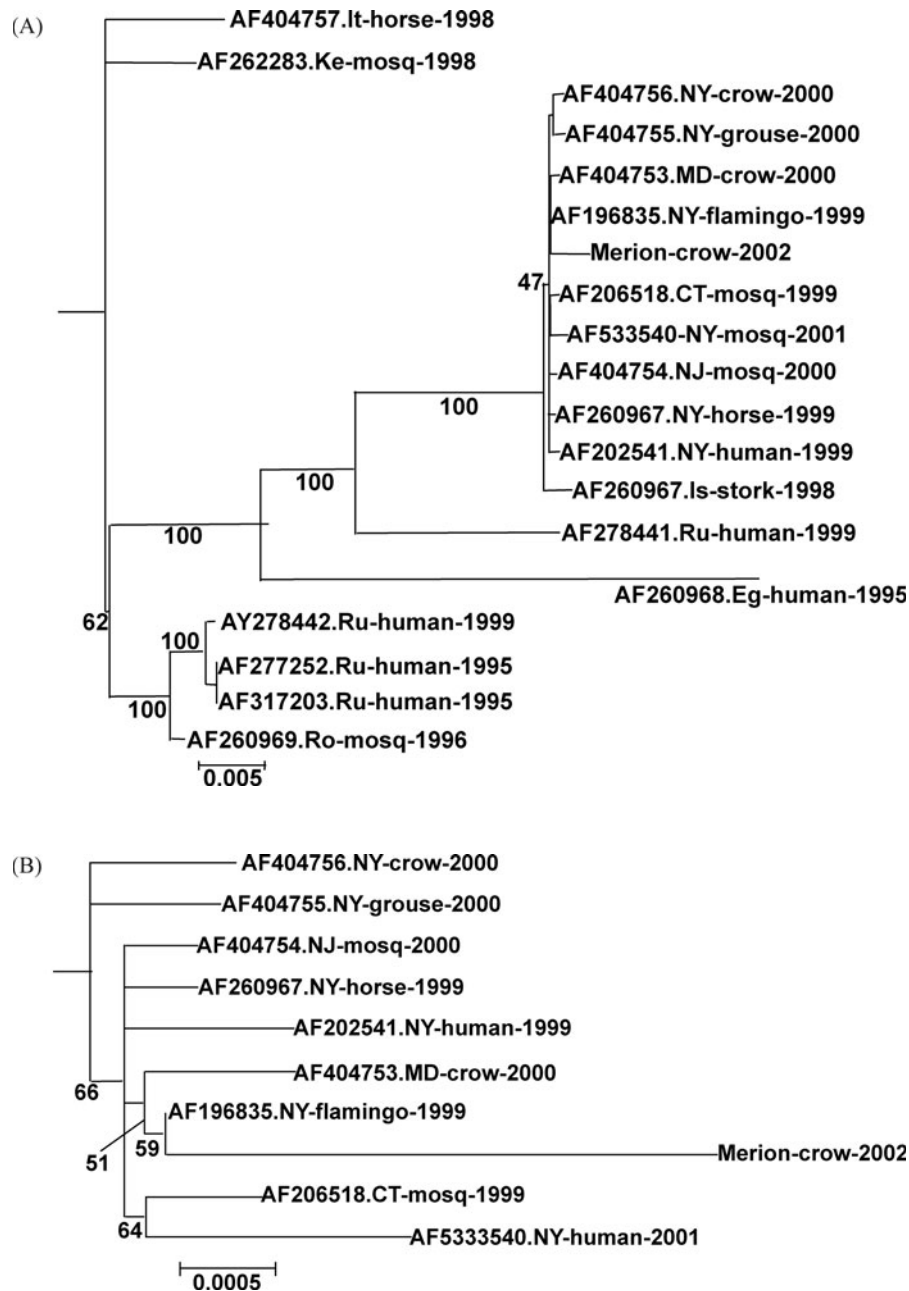 (A)
AF404757.It-horse-1998
AF262283.Ke-mosq-1998
AF404756.NY-crow-2000
AF404755.NY-grouse-2000
AF404753.MD-crow-2000
AF196835.NY-flamingo-1999
Merion-crow-2002
47
AF206518.CT-mosq-1999
AF533540-NY-mosq-2001
AF404754.NJ-mosq-2000
100
AF260967.NY-horse-1999
AF202541.NY-human-1999
100
AF260967.Is-stork-1998
100
AF278441.Ru-human-1999
AF260968.Eg-human-1995
62
AY278442.Ru-human-1999
100
AF277252.Ru-human-1995
AF317203.Ru-human-1995
100
AF260969.Ro-mosq-1996
0.005
(B)
AF404756.NY-crow-2000
AF404755.NY-grouse-2000
AF404754.NJ-mosq-2000
AF260967.NY-horse-1999
AF202541.NY-human-1999
AF404753.MD-crow-2000
66
AF196835.NY-flamingo-1999
59
51
Merion-crow-2002
AF206518.CT-mosq-1999
64
AF5333540.NY-human-2001
0.0005